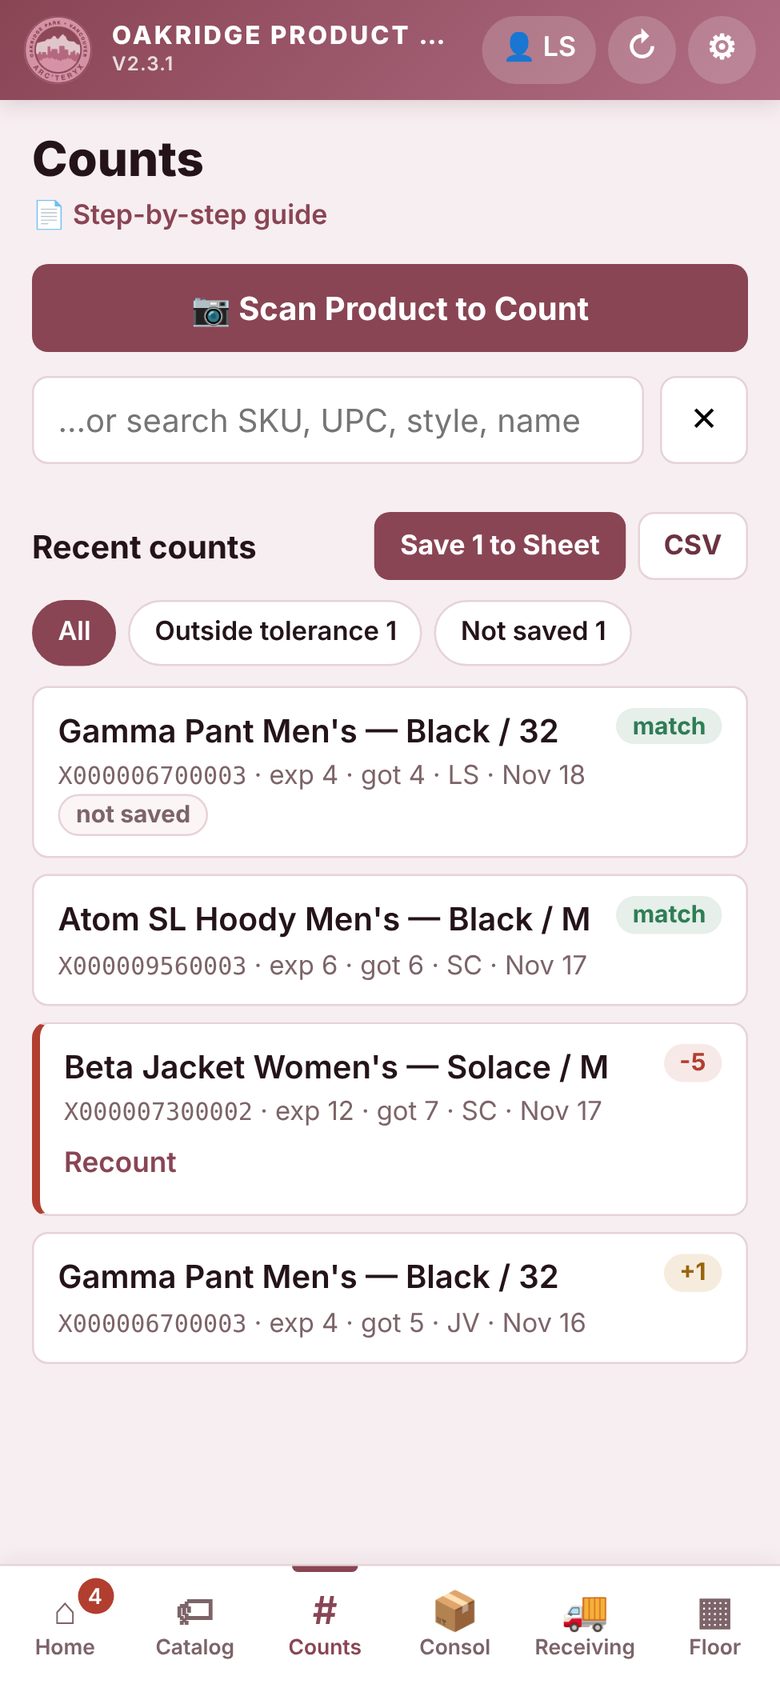 OAKRIDGE PARK • VANCOUVER
ARC'TERYX
OAKRIDGE PRODUCT ...
V2.3.1
LS
Counts
Step-by-step guide
Scan Product to Count
...or search SKU, UPC, style, name
✕
Recent counts
Save 1 to Sheet
CSV
All
Outside tolerance 1
Not saved 1
Gamma Pant Men's — Black / 32
match
X000006700003 · exp 4 · got 4 · LS · Nov 18
not saved
Atom SL Hoody Men's — Black / M
match
X000009560003 · exp 6 · got 6 · SC · Nov 17
Beta Jacket Women's — Solace / M
-5
X000007300002 · exp 12 · got 7 · SC · Nov 17
Recount
Gamma Pant Men's — Black / 32
+1
X000006700003 · exp 4 · got 5 · JV · Nov 16
4
#
Home
Catalog
Counts
Consol
Receiving
Floor